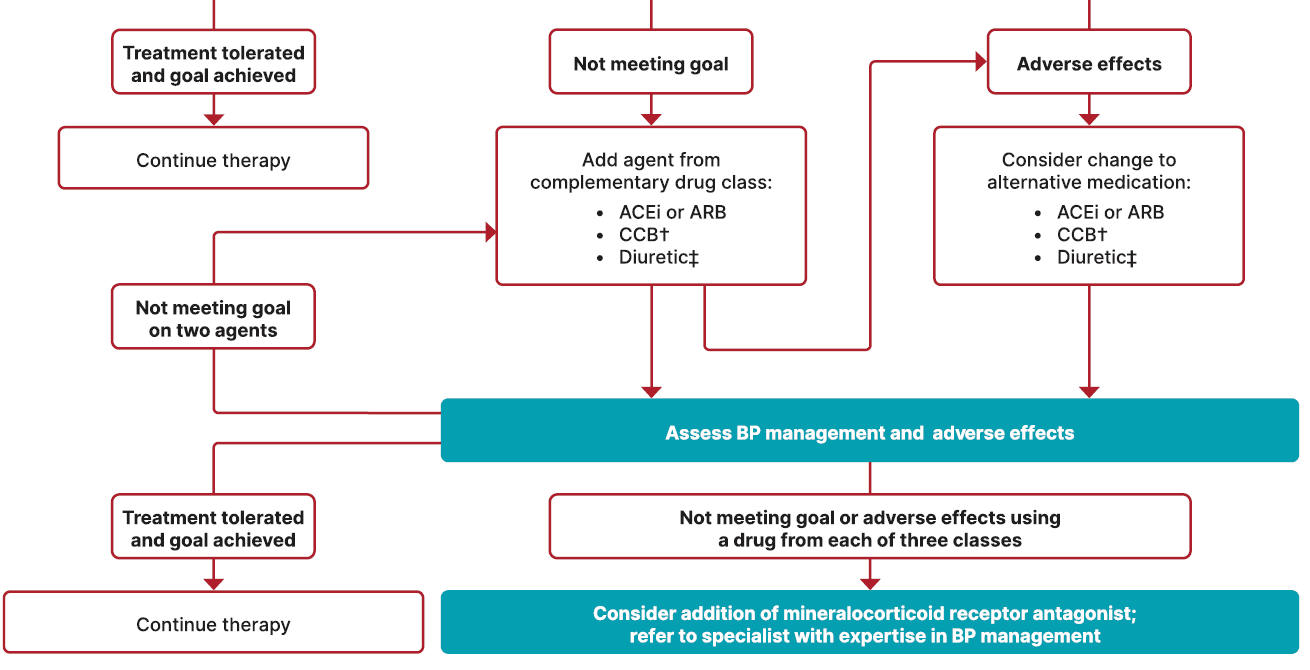 Treatment tolerated
and goal achieved
Not meeting goal
Adverse effects
Continue therapy
Add agent from
complementary drug class:
• ACEi or ARB
• CCB†
• Diuretic‡
Consider change to
alternative medication:
• ACEi or ARB
• CCB†
• Diuretic‡
Not meeting goal
on two agents
Assess BP management and adverse effects
Treatment tolerated
and goal achieved
Not meeting goal or adverse effects using
a drug from each of three classes
Continue therapy
Consider addition of mineralocorticoid receptor antagonist;
refer to specialist with expertise in BP management